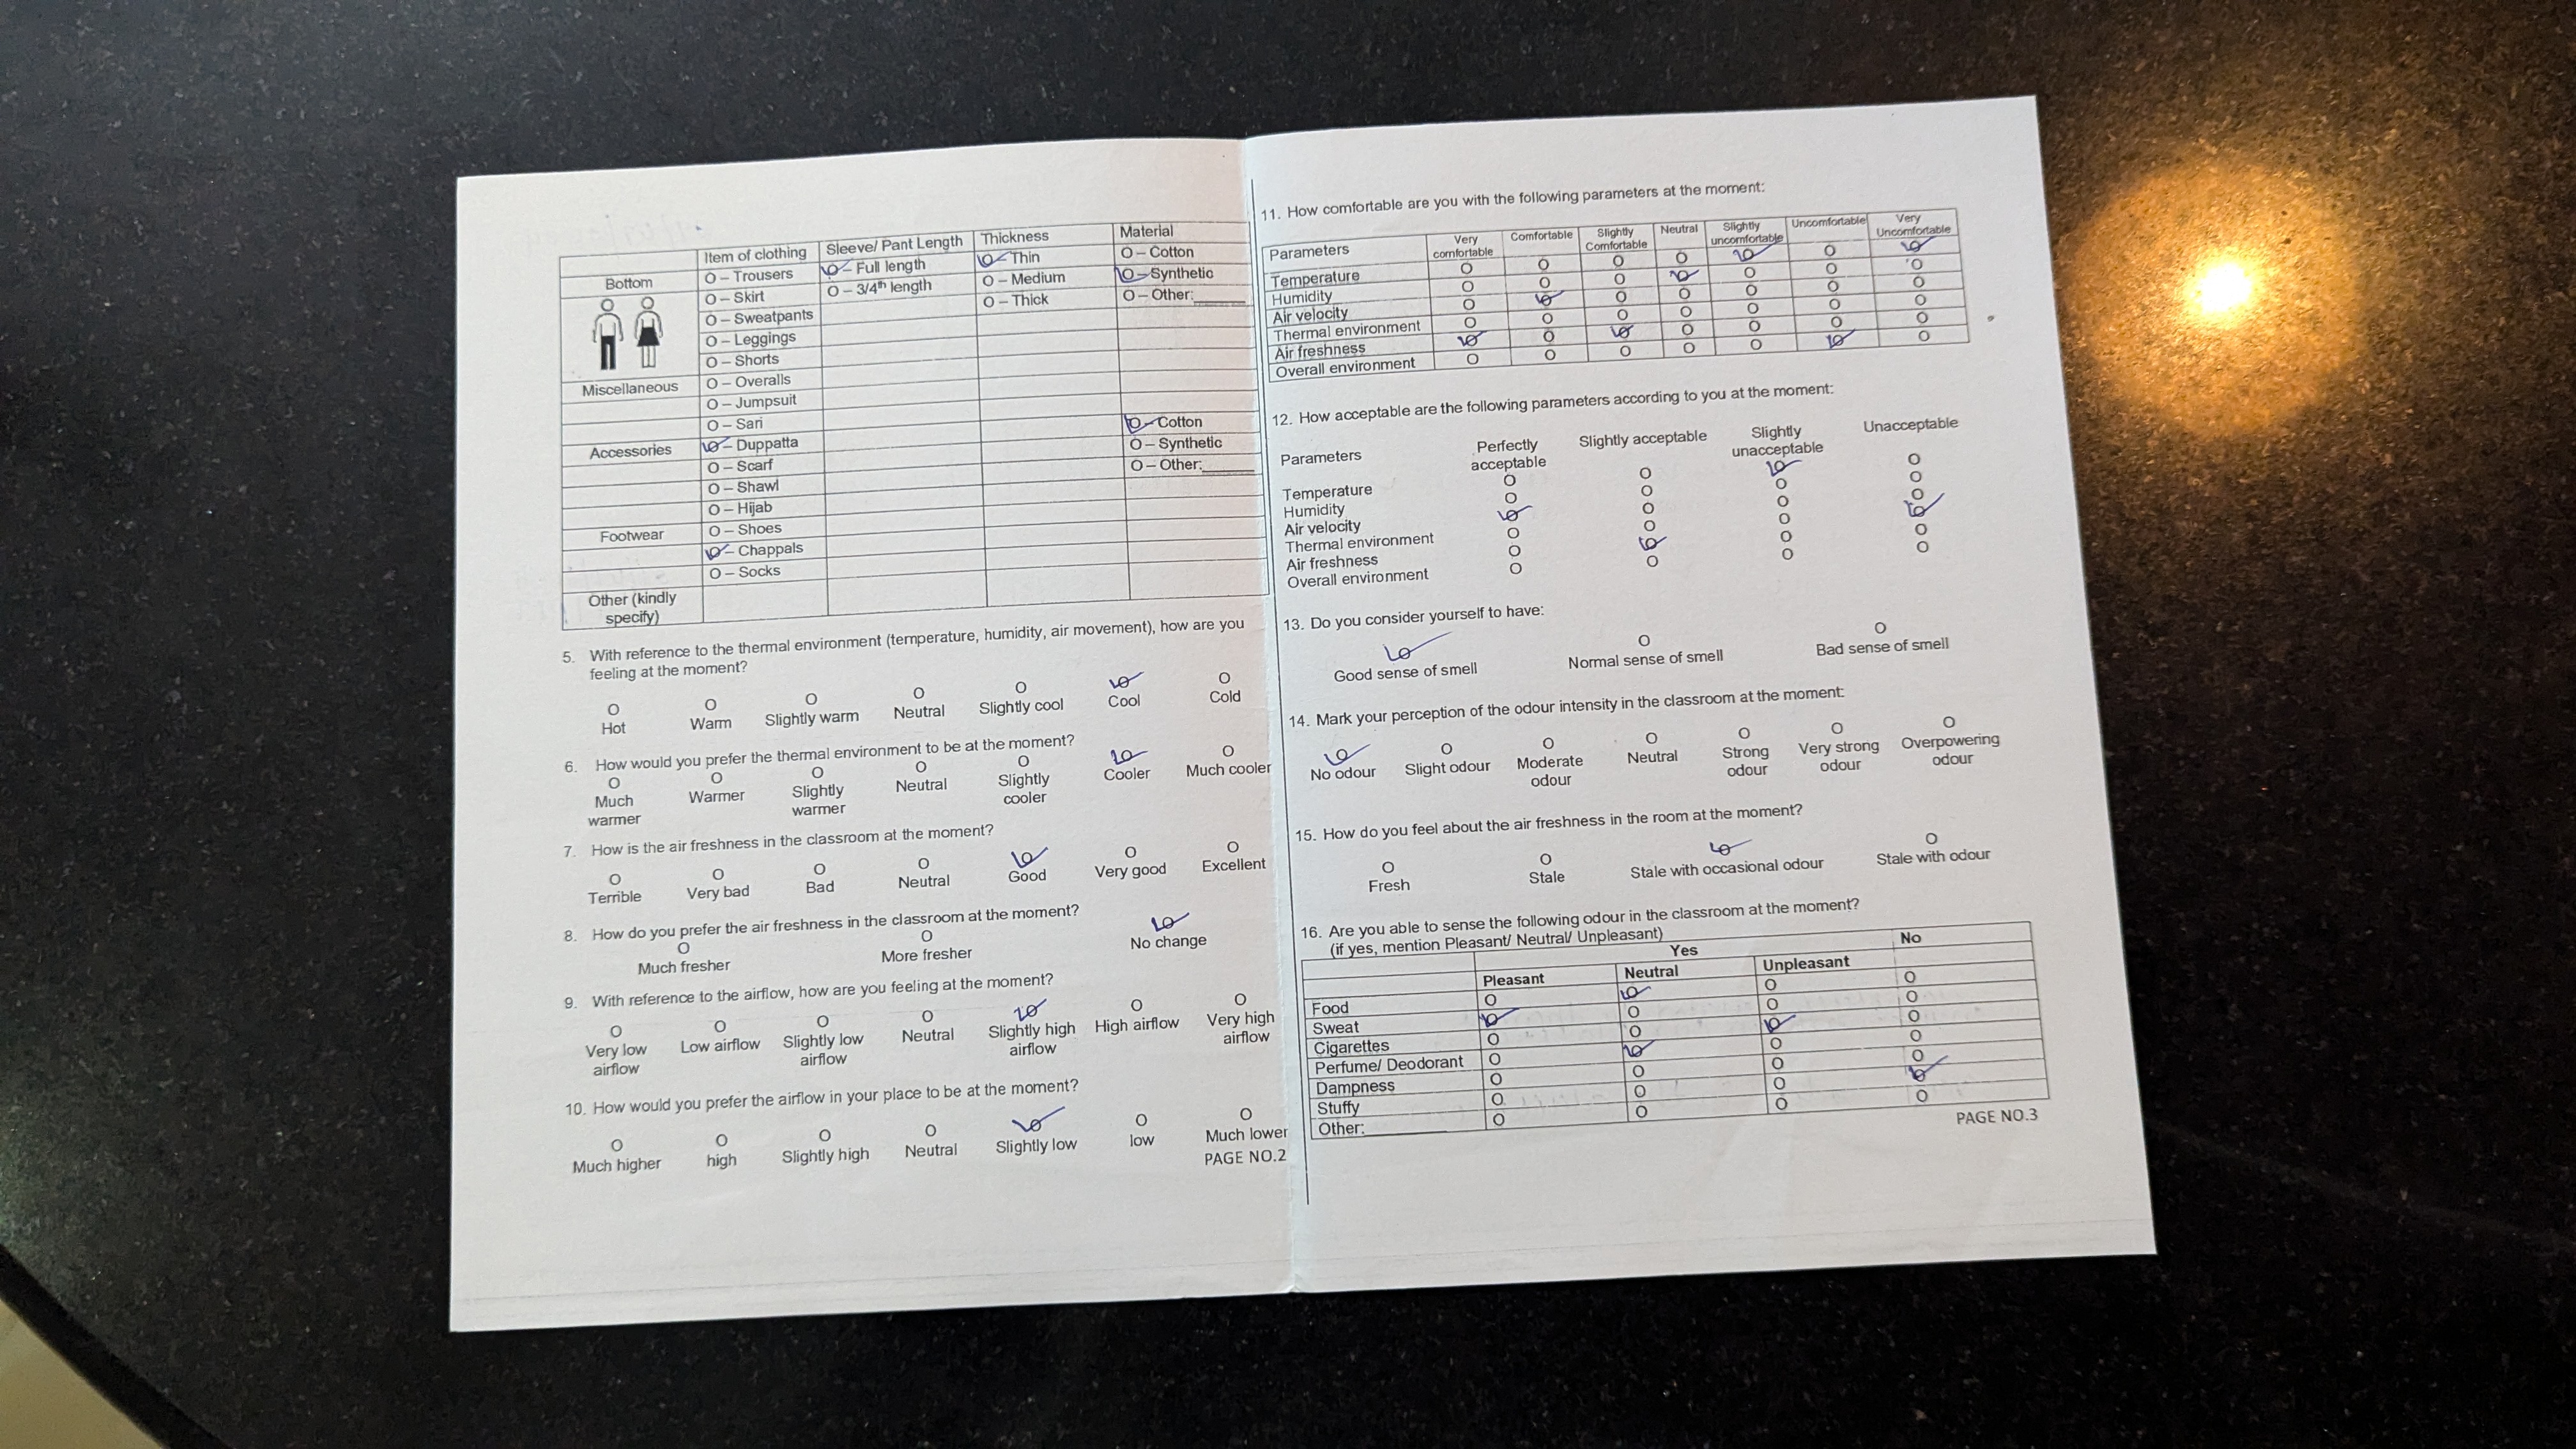 Item of clothing Sleeve/ Pant Length Thickness Material
Bottom O – Trousers O – Full length O – Thin O – Cotton
O – Skirt O – 3/4th length O – Medium O – Synthetic
O – Sweatpants O – Thick O – Other:______
O – Leggings
O – Shorts
Miscellaneous O – Overalls
O – Jumpsuit
O – Sari
Accessories O – Duppatta O – Cotton
O – Scarf O – Synthetic
O – Shawl O – Other:______
O – Hijab
Footwear O – Shoes
O – Chappals
O – Socks
Other (kindly
specify)
5. With reference to the thermal environment (temperature, humidity, air movement), how are you
feeling at the moment?
O O O O O O O
Hot Warm Slightly warm Neutral Slightly cool Cool Cold
6. How would you prefer the thermal environment to be at the moment?
O O O O O O O
Much Warmer Slightly Neutral Slightly Cooler Much cooler
warmer warmer cooler
7. How is the air freshness in the classroom at the moment?
O O O O O O O
Terrible Very bad Bad Neutral Good Very good Excellent
8. How do you prefer the air freshness in the classroom at the moment?
O O O
Much fresher More fresher No change
9. With reference to the airflow, how are you feeling at the moment?
O O O O O O O
Very low Low airflow Slightly low Neutral Slightly high High airflow Very high
airflow airflow airflow airflow
10. How would you prefer the airflow in your place to be at the moment?
O O O O O O O
Much higher high Slightly high Neutral Slightly low low Much lower
PAGE NO.2
11. How comfortable are you with the following parameters at the moment:
Parameters Very Comfortable Slightly Neutral Slightly Uncomfortable Very
comfortable Comfortable uncomfortable Uncomfortable
Temperature O O O O O O O
Humidity O O O O O O O
Air velocity O O O O O O O
Thermal environment O O O O O O O
Air freshness O O O O O O O
Overall environment O O O O O O O
12. How acceptable are the following parameters according to you at the moment:
Parameters Perfectly Slightly acceptable Slightly Unacceptable
acceptable unacceptable
Temperature O O O O
Humidity O O O O
Air velocity O O O O
Thermal environment O O O O
Air freshness O O O O
Overall environment O O O O
13. Do you consider yourself to have:
O O O
Good sense of smell Normal sense of smell Bad sense of smell
14. Mark your perception of the odour intensity in the classroom at the moment:
O O O O O O O
No odour Slight odour Moderate Neutral Strong Very strong Overpowering
odour odour odour odour
15. How do you feel about the air freshness in the room at the moment?
O O O O
Fresh Stale Stale with occasional odour Stale with odour
16. Are you able to sense the following odour in the classroom at the moment?
(if yes, mention Pleasant/ Neutral/ Unpleasant)
Yes No
Pleasant Neutral Unpleasant
Food O O O O
Sweat O O O O
Cigarettes O O O O
Perfume/ Deodorant O O O O
Dampness O O O O
Stuffy O O O O
Other:__________ O O O O
PAGE NO.3